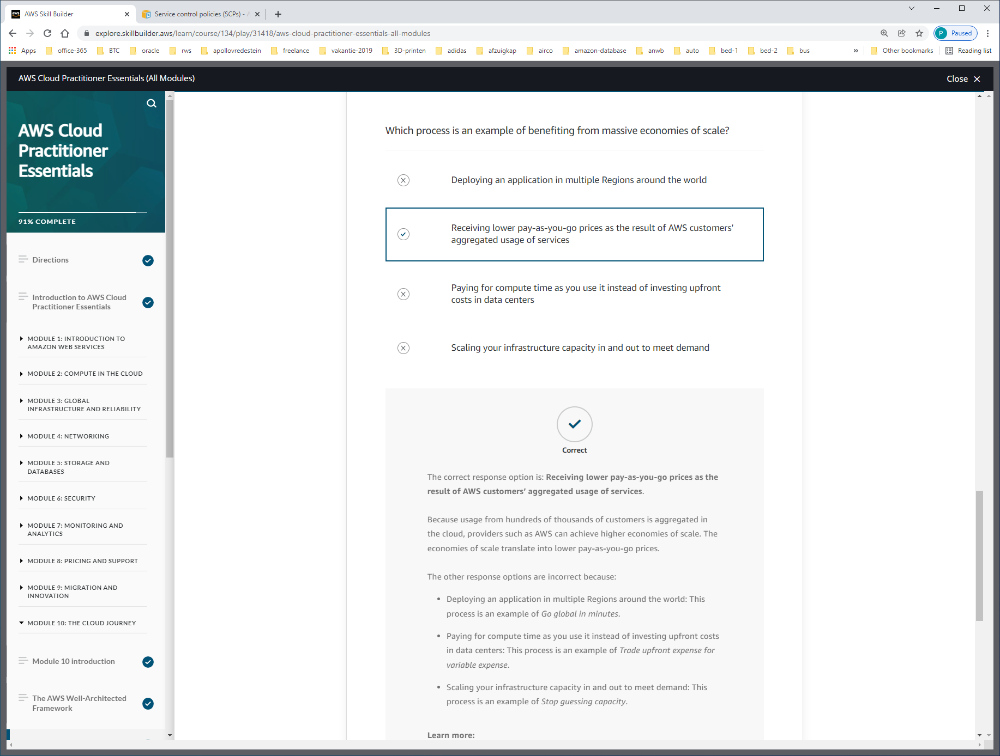 AWS Skill Builder
Service control policies (SCPs) -
explore.skillbuilder.aws/learn/course/134/play/31418/aws-cloud-practitioner-essentials-all-modules
P Paused
Apps office-365 BTC oracle rws apollovredestein freelance vakantie-2019 3D-printen adidas afzuigkap airco amazon-database anwb auto bed-1 bed-2 bus » Other bookmarks Reading list
AWS Cloud Practitioner Essentials (All Modules)
Close
AWS Cloud
Practitioner
Essentials
91% COMPLETE
Directions
Introduction to AWS Cloud
Practitioner Essentials
MODULE 1: INTRODUCTION TO
AMAZON WEB SERVICES
MODULE 2: COMPUTE IN THE CLOUD
MODULE 3: GLOBAL
INFRASTRUCTURE AND RELIABILITY
MODULE 4: NETWORKING
MODULE 5: STORAGE AND
DATABASES
MODULE 6: SECURITY
MODULE 7: MONITORING AND
ANALYTICS
MODULE 8: PRICING AND SUPPORT
MODULE 9: MIGRATION AND
INNOVATION
MODULE 10: THE CLOUD JOURNEY
Module 10 introduction
The AWS Well-Architected
Framework
Which process is an example of benefiting from massive economies of scale?
Deploying an application in multiple Regions around the world
Receiving lower pay-as-you-go prices as the result of AWS customers’
aggregated usage of services
Paying for compute time as you use it instead of investing upfront
costs in data centers
Scaling your infrastructure capacity in and out to meet demand
Correct
The correct response option is: Receiving lower pay-as-you-go prices as the
result of AWS customers’ aggregated usage of services.
Because usage from hundreds of thousands of customers is aggregated in
the cloud, providers such as AWS can achieve higher economies of scale. The
economies of scale translate into lower pay-as-you-go prices.
The other response options are incorrect because:
• Deploying an application in multiple Regions around the world: This
process is an example of Go global in minutes.
• Paying for compute time as you use it instead of investing upfront costs
in data centers: This process is an example of Trade upfront expense for
variable expense.
• Scaling your infrastructure capacity in and out to meet demand: This
process is an example of Stop guessing capacity.
Learn more: